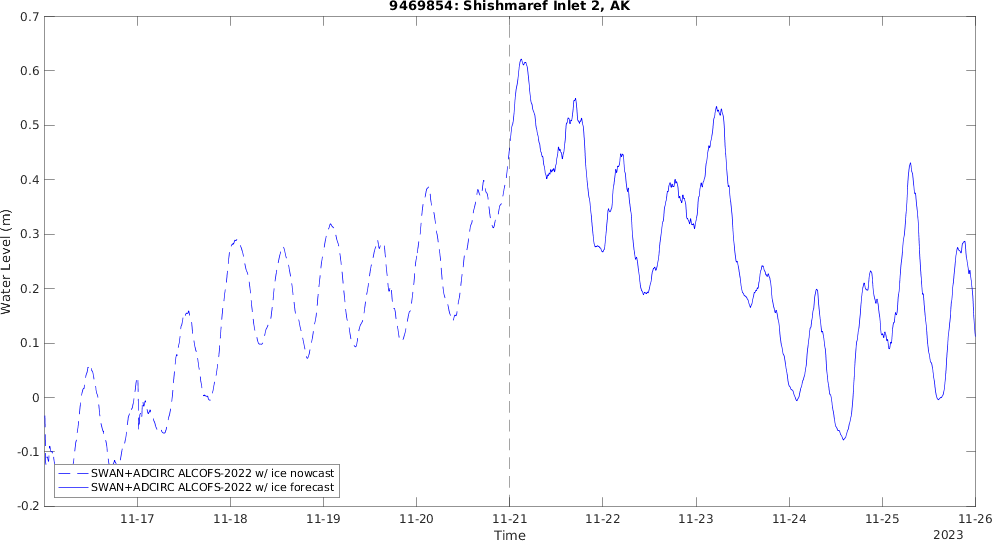 9469854: Shishmaref Inlet 2, AK
0.7
0.6
0.5
0.4
0.3
0.2
0.1
0
-0.1
-0.2
Water Level (m)
SWAN+ADCIRC ALCOFS-2022 w/ ice nowcast
SWAN+ADCIRC ALCOFS-2022 w/ ice forecast
11-17 11-18 11-19 11-20 11-21 11-22 11-23 11-24 11-25 11-26
Time
2023